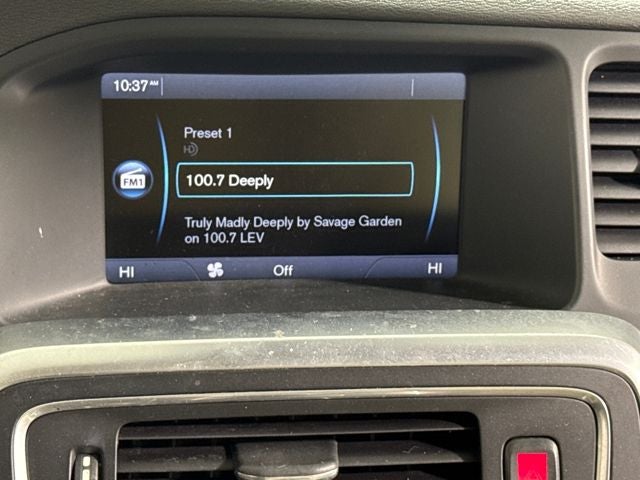 10:37 AM
Preset 1
HD
FM1
100.7 Deeply
Truly Madly Deeply by Savage Garden
on 100.7 LEV
HI Off HI